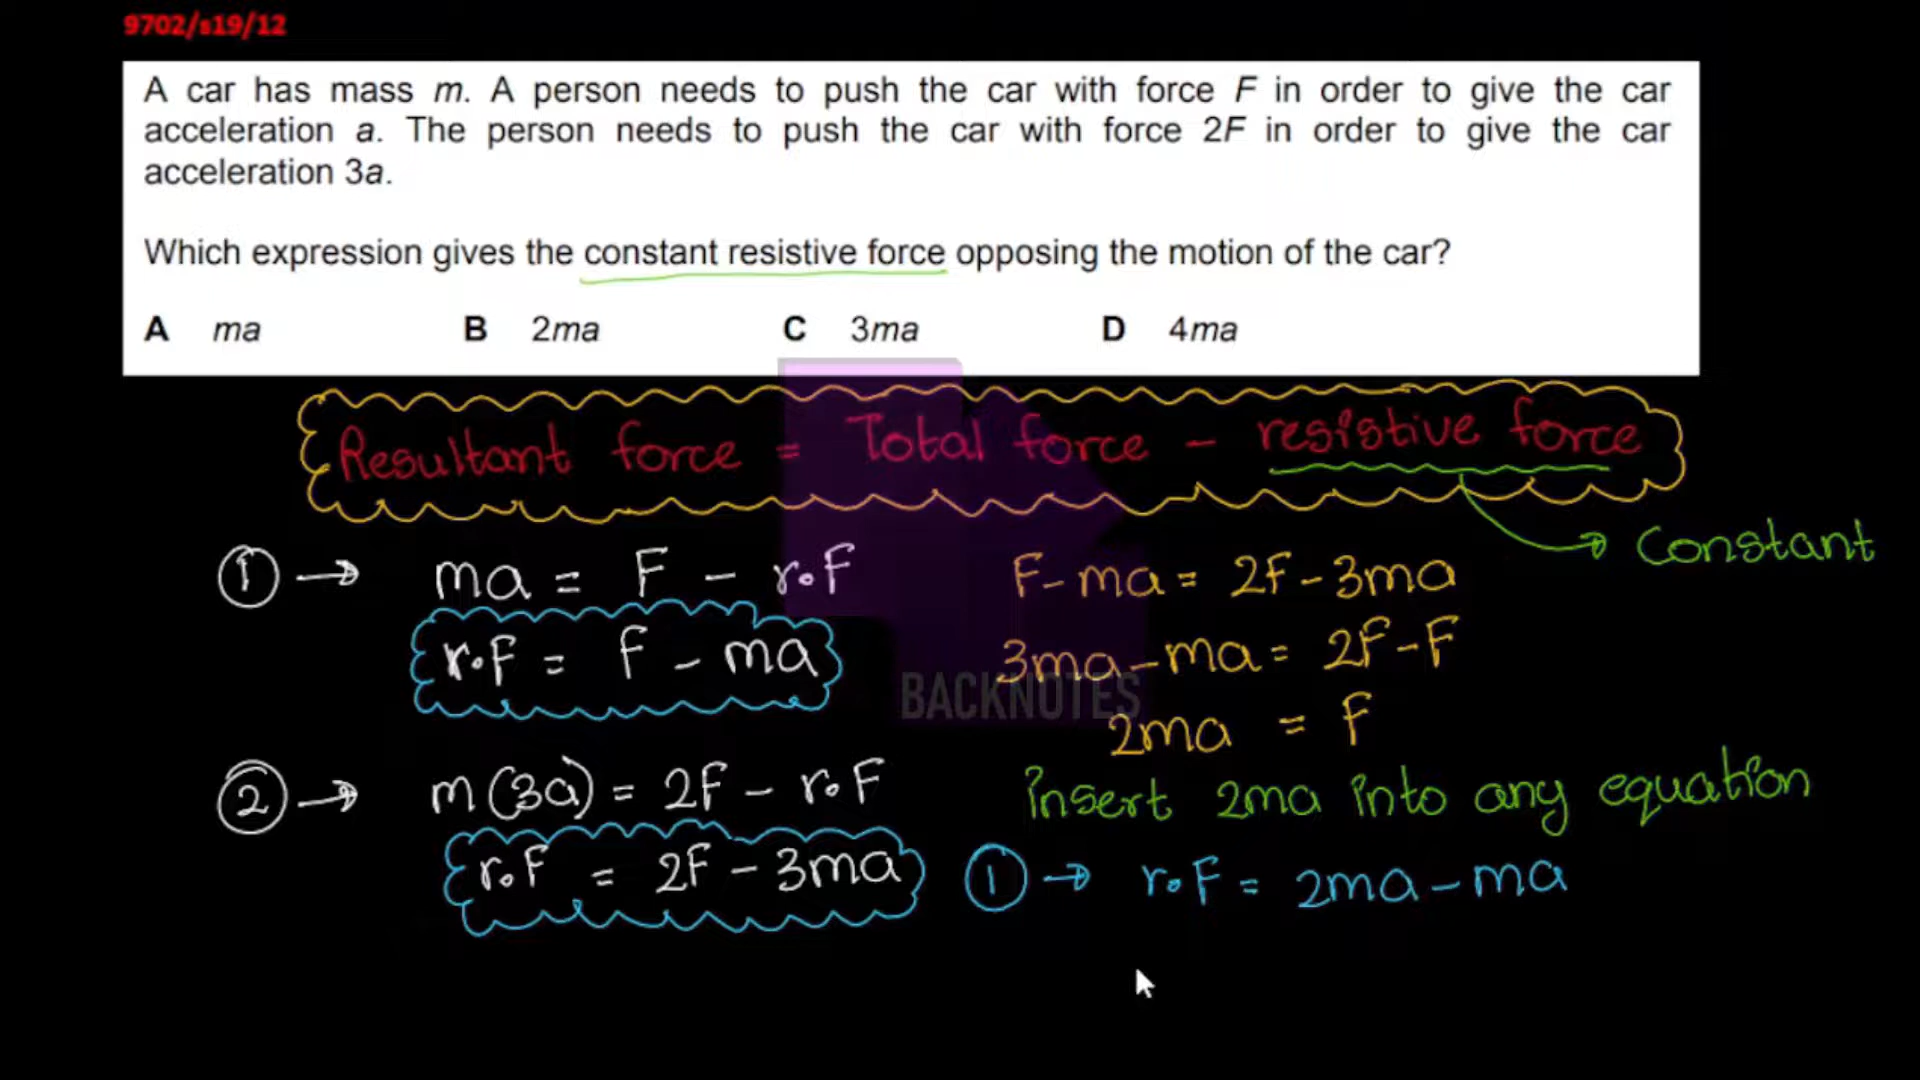 9702/s19/12
A car has mass m. A person needs to push the car with force F in order to give the car
acceleration a. The person needs to push the car with force 2F in order to give the car
acceleration 3a.
Which expression gives the constant resistive force opposing the motion of the car?
A ma B 2ma C 3ma D 4ma
Resultant force = Total force - resistive force
Constant
① → ma = F - r.F
r.F = F - ma
② → m(3a) = 2F - r.F
r.F = 2F - 3ma
F - ma = 2F - 3ma
3ma - ma = 2F - F
2ma = F
insert 2ma into any equation
① → r.F = 2ma - ma
BACKNOTES